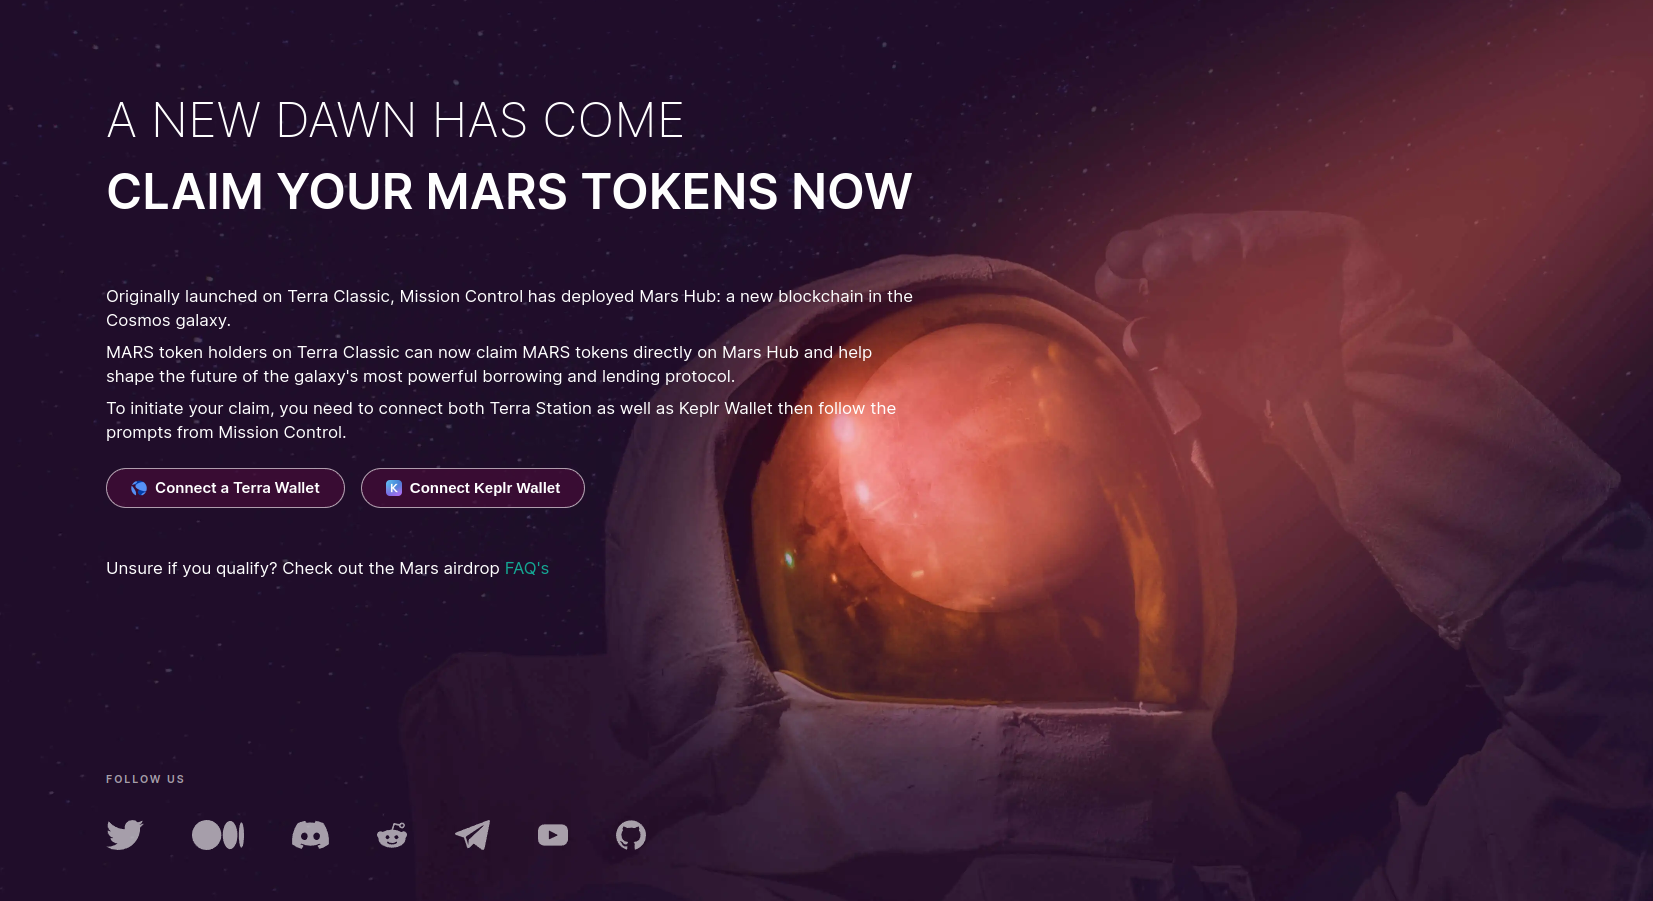 A NEW DAWN HAS COME
CLAIM YOUR MARS TOKENS NOW
Originally launched on Terra Classic, Mission Control has deployed Mars Hub: a new blockchain in the
Cosmos galaxy.
MARS token holders on Terra Classic can now claim MARS tokens directly on Mars Hub and help
shape the future of the galaxy's most powerful borrowing and lending protocol.
To initiate your claim, you need to connect both Terra Station as well as Keplr Wallet then follow the
prompts from Mission Control.
Connect a Terra Wallet
K Connect Keplr Wallet
Unsure if you qualify? Check out the Mars airdrop FAQ's
FOLLOW US